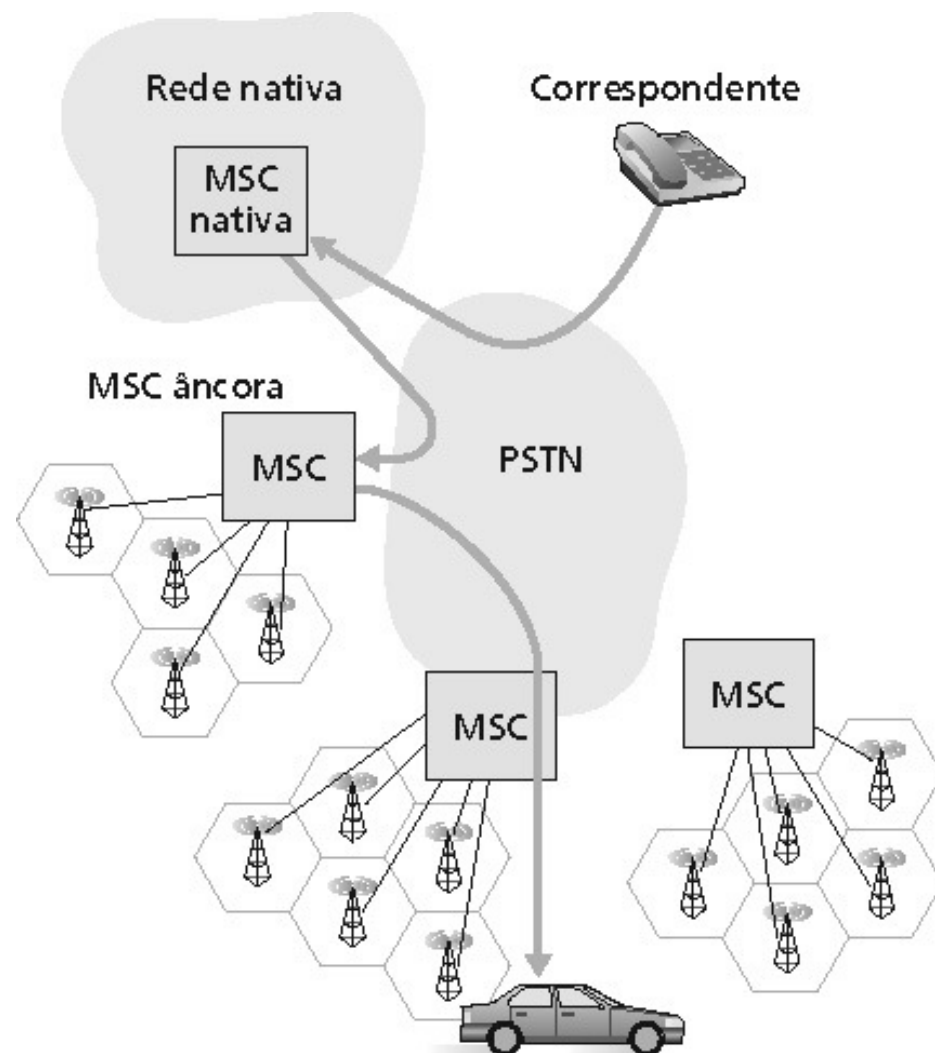 Rede nativa
Correspondente
MSC
nativa
MSC âncora
MSC
PSTN
MSC
MSC